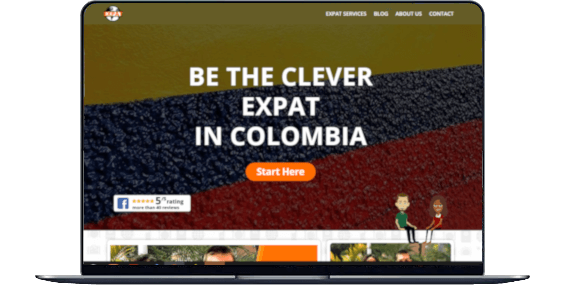 EXPAT SERVICES BLOG ABOUT US CONTACT
BE THE CLEVER
EXPAT
IN COLOMBIA
Start Here
5/5 rating
more than 40 reviews